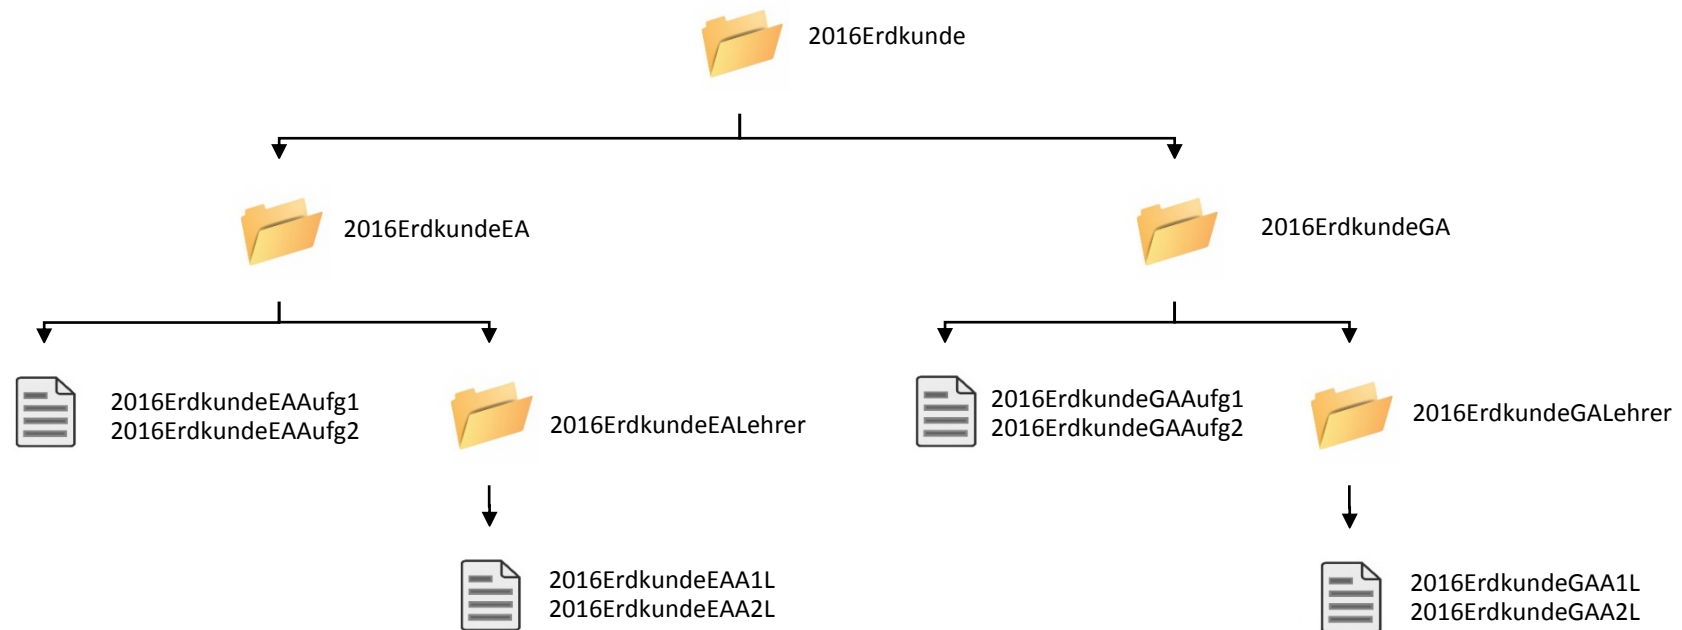 2016Erdkunde
2016ErdkundeEA
2016ErdkundeGA
2016ErdkundeEAAufg1
2016ErdkundeEAAufg2
2016ErdkundeEALehrer
2016ErdkundeGAAufg1
2016ErdkundeGAAufg2
2016ErdkundeGALehrer
2016ErdkundeEAA1L
2016ErdkundeEAA2L
2016ErdkundeGAA1L
2016ErdkundeGAA2L